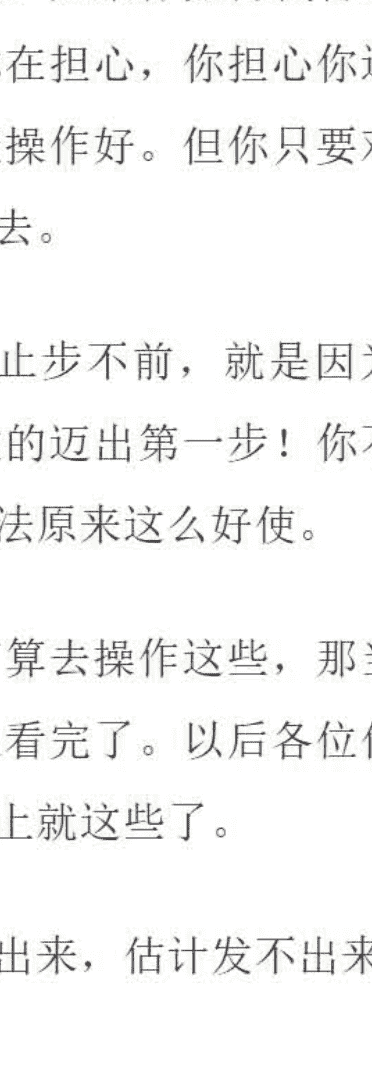 在担心，你担心你
操作好。但你只要
去。
止步不前，就是因为
的迈出第一步！你不
法原来这么好使。
算去操作这些，那当
看完了。以后各位
上就这些了。
出来，估计发不出来